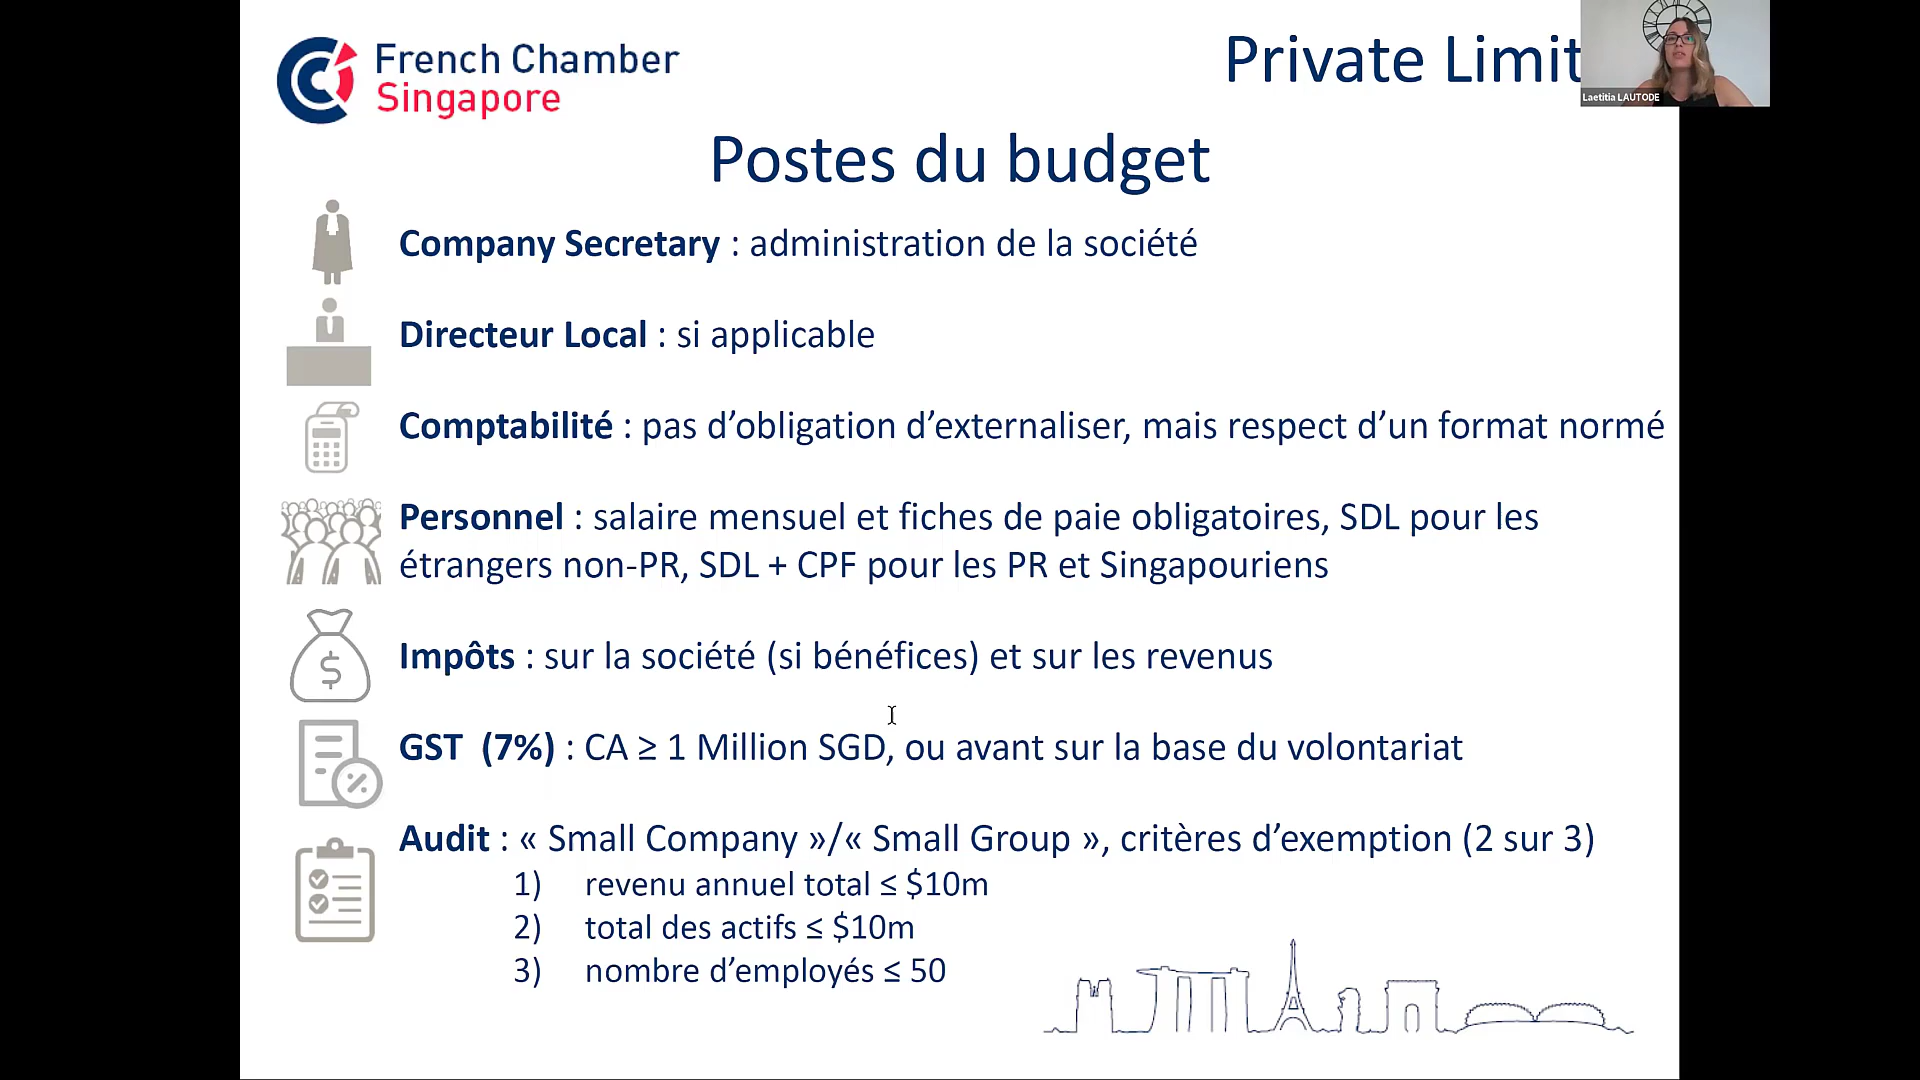 French Chamber
Singapore
Private Limit
Laetitia LAUTODE
Postes du budget
Company Secretary : administration de la société
Directeur Local : si applicable
Comptabilité : pas d’obligation d’externaliser, mais respect d’un format normé
Personnel : salaire mensuel et fiches de paie obligatoires, SDL pour les
étrangers non-PR, SDL + CPF pour les PR et Singapouriens
Impôts : sur la société (si bénéfices) et sur les revenus
GST (7%) : CA ≥ 1 Million SGD, ou avant sur la base du volontariat
Audit : « Small Company »/« Small Group », critères d’exemption (2 sur 3)
1) revenu annuel total ≤ $10m
2) total des actifs ≤ $10m
3) nombre d’employés ≤ 50